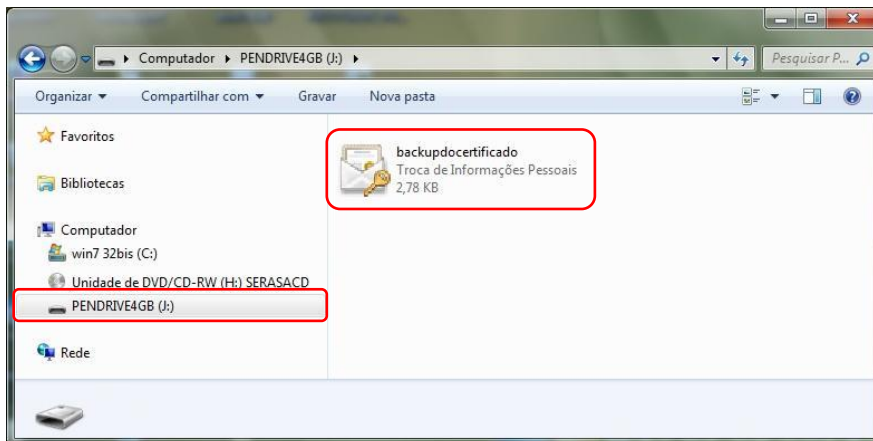 Computador PENDRIVE4GB (J:)
Pesquisar P...
Organizar Compartilhar com Gravar Nova pasta
Favoritos
Bibliotecas
Computador
win7 32bis (C:)
Unidade de DVD/CD-RW (H:) SERASACD
PENDRIVE4GB (J:)
Rede
backupdocertificado
Troca de Informações Pessoais
2,78 KB